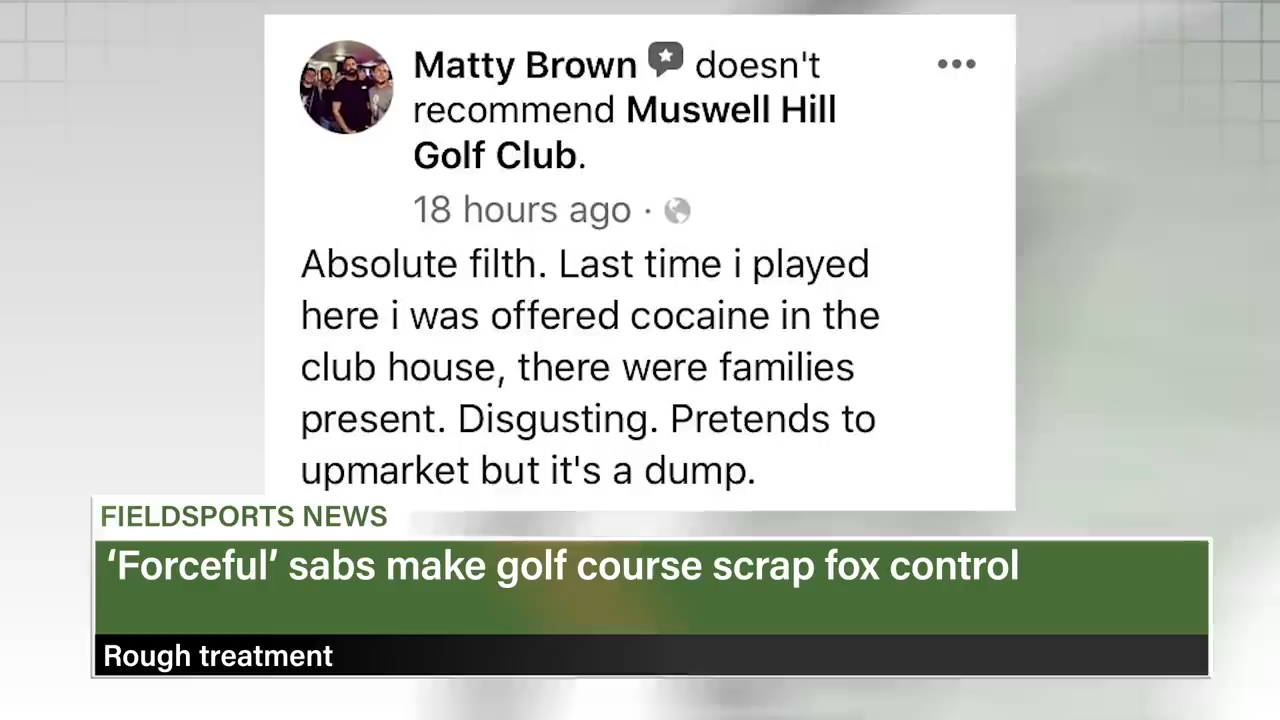 Matty Brown doesn't
recommend Muswell Hill
Golf Club.
18 hours ago ·
Absolute filth. Last time i played
here i was offered cocaine in the
club house, there were families
present. Disgusting. Pretends to
upmarket but it's a dump.
FIELDSPORTS NEWS
‘Forceful’ sabs make golf course scrap fox control
Rough treatment